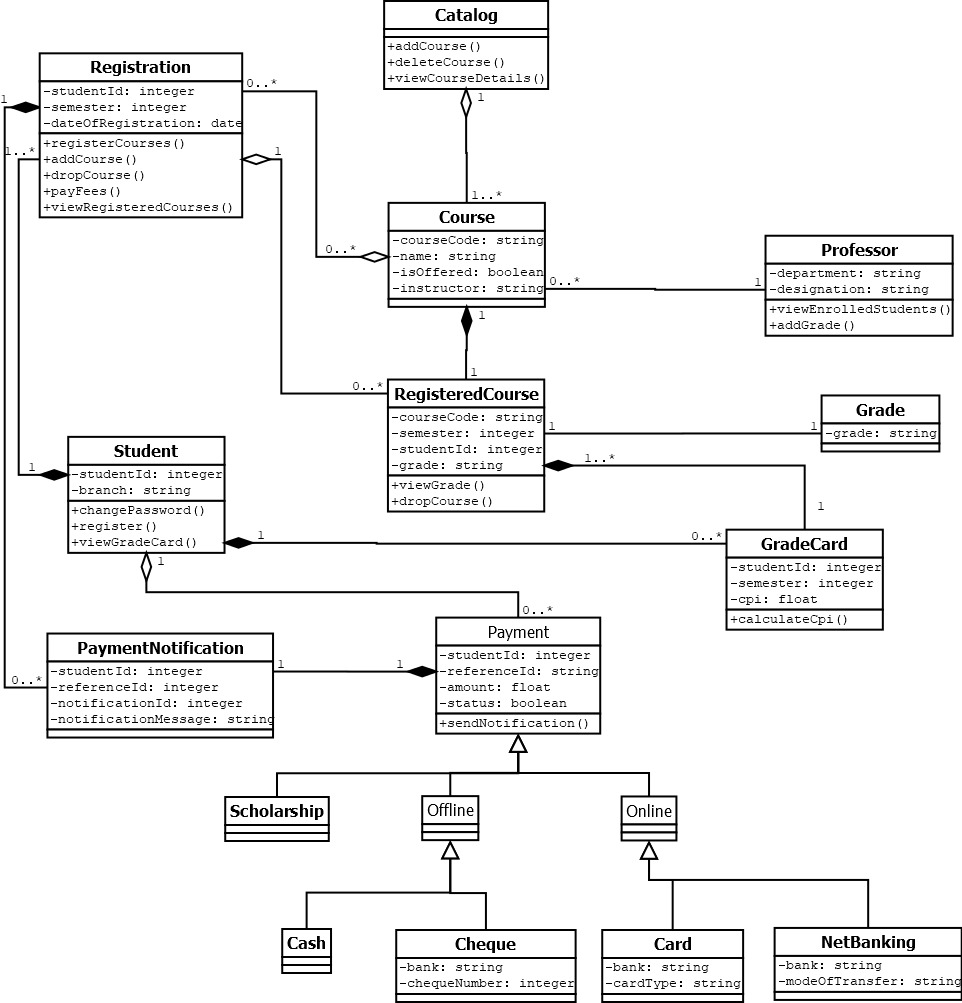 Catalog
+addCourse()
+deleteCourse()
+viewCourseDetails()
1
1..*
Registration
-studentId: integer
-semester: integer
-dateOfRegistration: date
+registerCourses()
+addCourse()
+dropCourse()
+payFees()
+viewRegisteredCourses()
0..*
1
1..*
1
0..*
Course
-courseCode: string
-name: string
-isOffered: boolean
-instructor: string
0..*
1
1
1
Professor
-department: string
-designation: string
+viewEnrolledStudents()
+addGrade()
0..*
RegisteredCourse
-courseCode: string
-semester: integer
-studentId: integer
-grade: string
+viewGrade()
+dropCourse()
1
1
1..*
1
Grade
-grade: string
Student
-studentId: integer
-branch: string
+changePassword()
+register()
+viewGradeCard()
1
1
0..*
1
0..*
GradeCard
-studentId: integer
-semester: integer
-cpi: float
+calculateCpi()
Payment
-studentId: integer
-referenceId: string
-amount: float
-status: boolean
+sendNotification()
PaymentNotification
-studentId: integer
-referenceId: integer
-notificationId: integer
-notificationMessage: string
0..*
1
1
Scholarship
Offline
Online
Cash
Cheque
-bank: string
-chequeNumber: integer
Card
-bank: string
-cardType: string
NetBanking
-bank: string
-modeOfTransfer: string